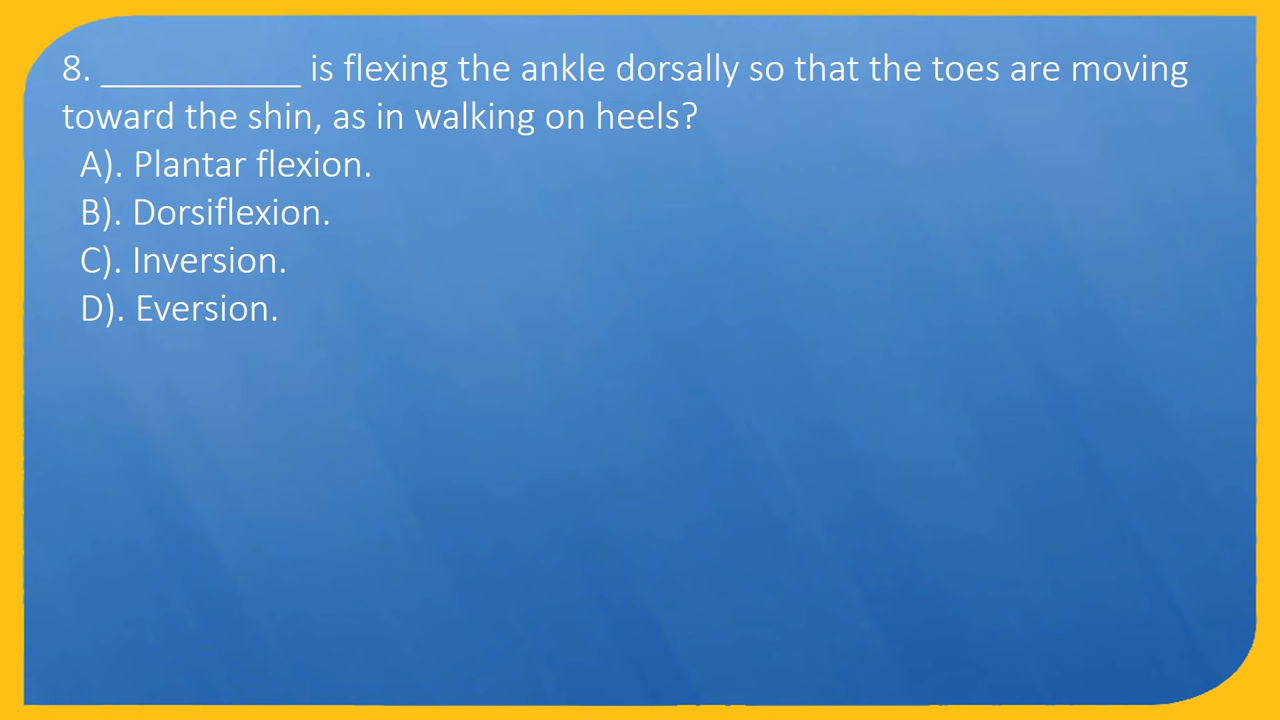 8. ___________ is flexing the ankle dorsally so that the toes are moving
toward the shin, as in walking on heels?
A). Plantar flexion.
B). Dorsiflexion.
C). Inversion.
D). Eversion.